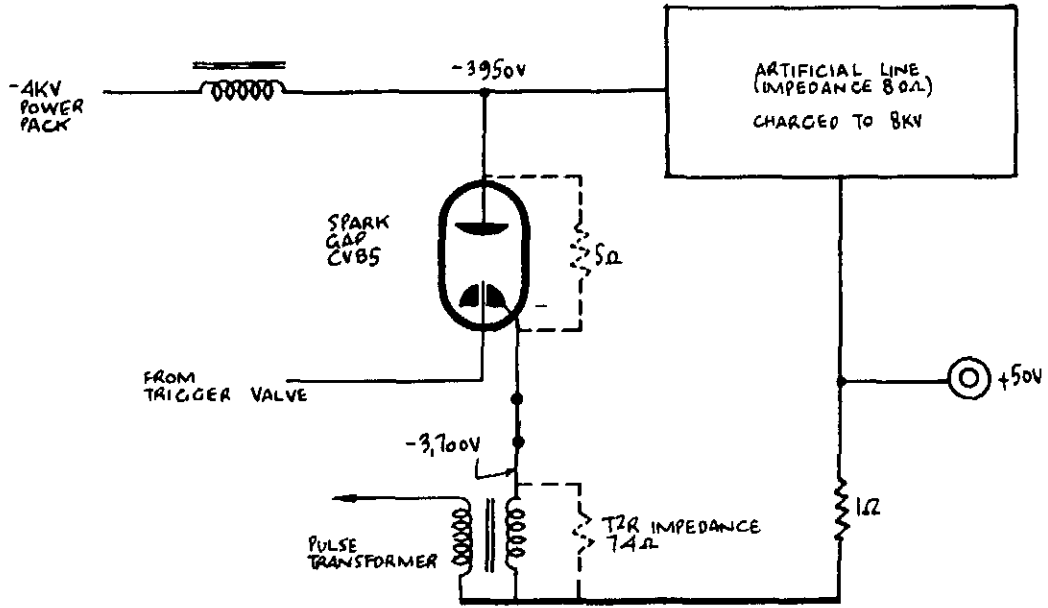 -4KV
POWER
PACK
-3950V
ARTIFICIAL LINE
(IMPEDANCE 80Ω)
CHARGED TO 8KV
SPARK
GAP
CV85
5Ω
-
FROM
TRIGGER VALVE
+50V
-3,700V
1Ω
T2R IMPEDANCE
74Ω
PULSE
TRANSFORMER